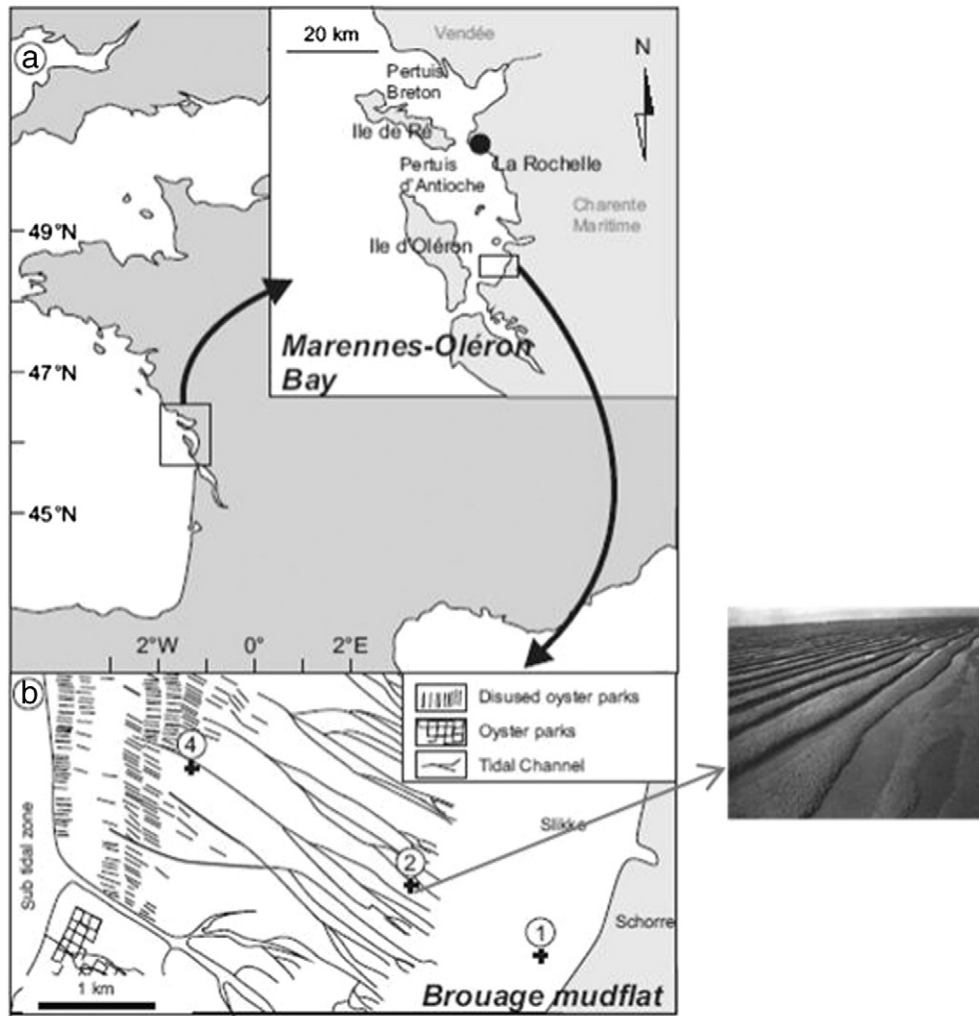 a
20 km
Vendée
N
Pertuis
Breton
Ile de Ré
La Rochelle
Pertuis
d'Antioche
Charente
Maritime
Ile d'Oléron
Marennes-Oléron
Bay
49°N
47°N
45°N
2°W
0°
2°E
b
Disused oyster parks
Oyster parks
Tidal Channel
4
Sub tidal zone
Slikke
2
1
Schorre
1 km
Brouage mudflat